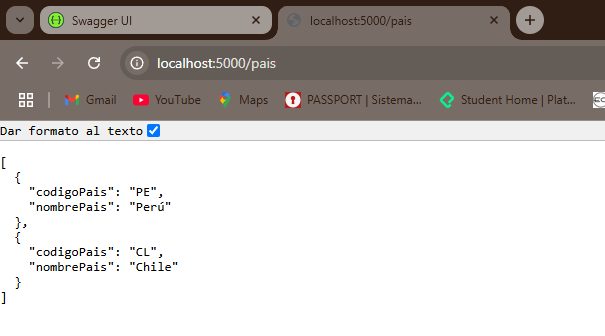 Swagger UI
localhost:5000/pais
localhost:5000/pais
Gmail
YouTube
Maps
PASSPORT | Sistema...
Student Home | Plat...
Dar formato al texto
[
  {
    "codigoPais": "PE",
    "nombrePais": "Perú"
  },
  {
    "codigoPais": "CL",
    "nombrePais": "Chile"
  }
]